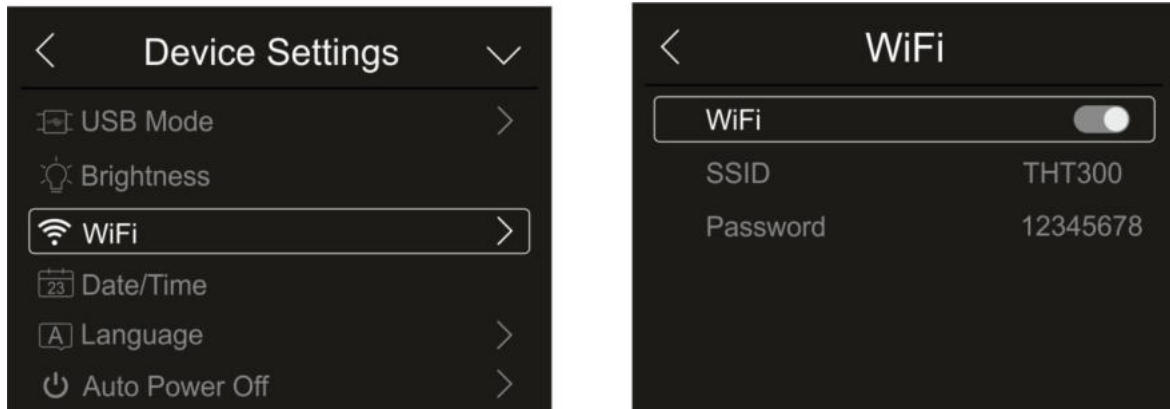 Device Settings
USB Mode
Brightness
WiFi
23 Date/Time
A Language
Auto Power Off
WiFi
WiFi
SSID THT300
Password 12345678